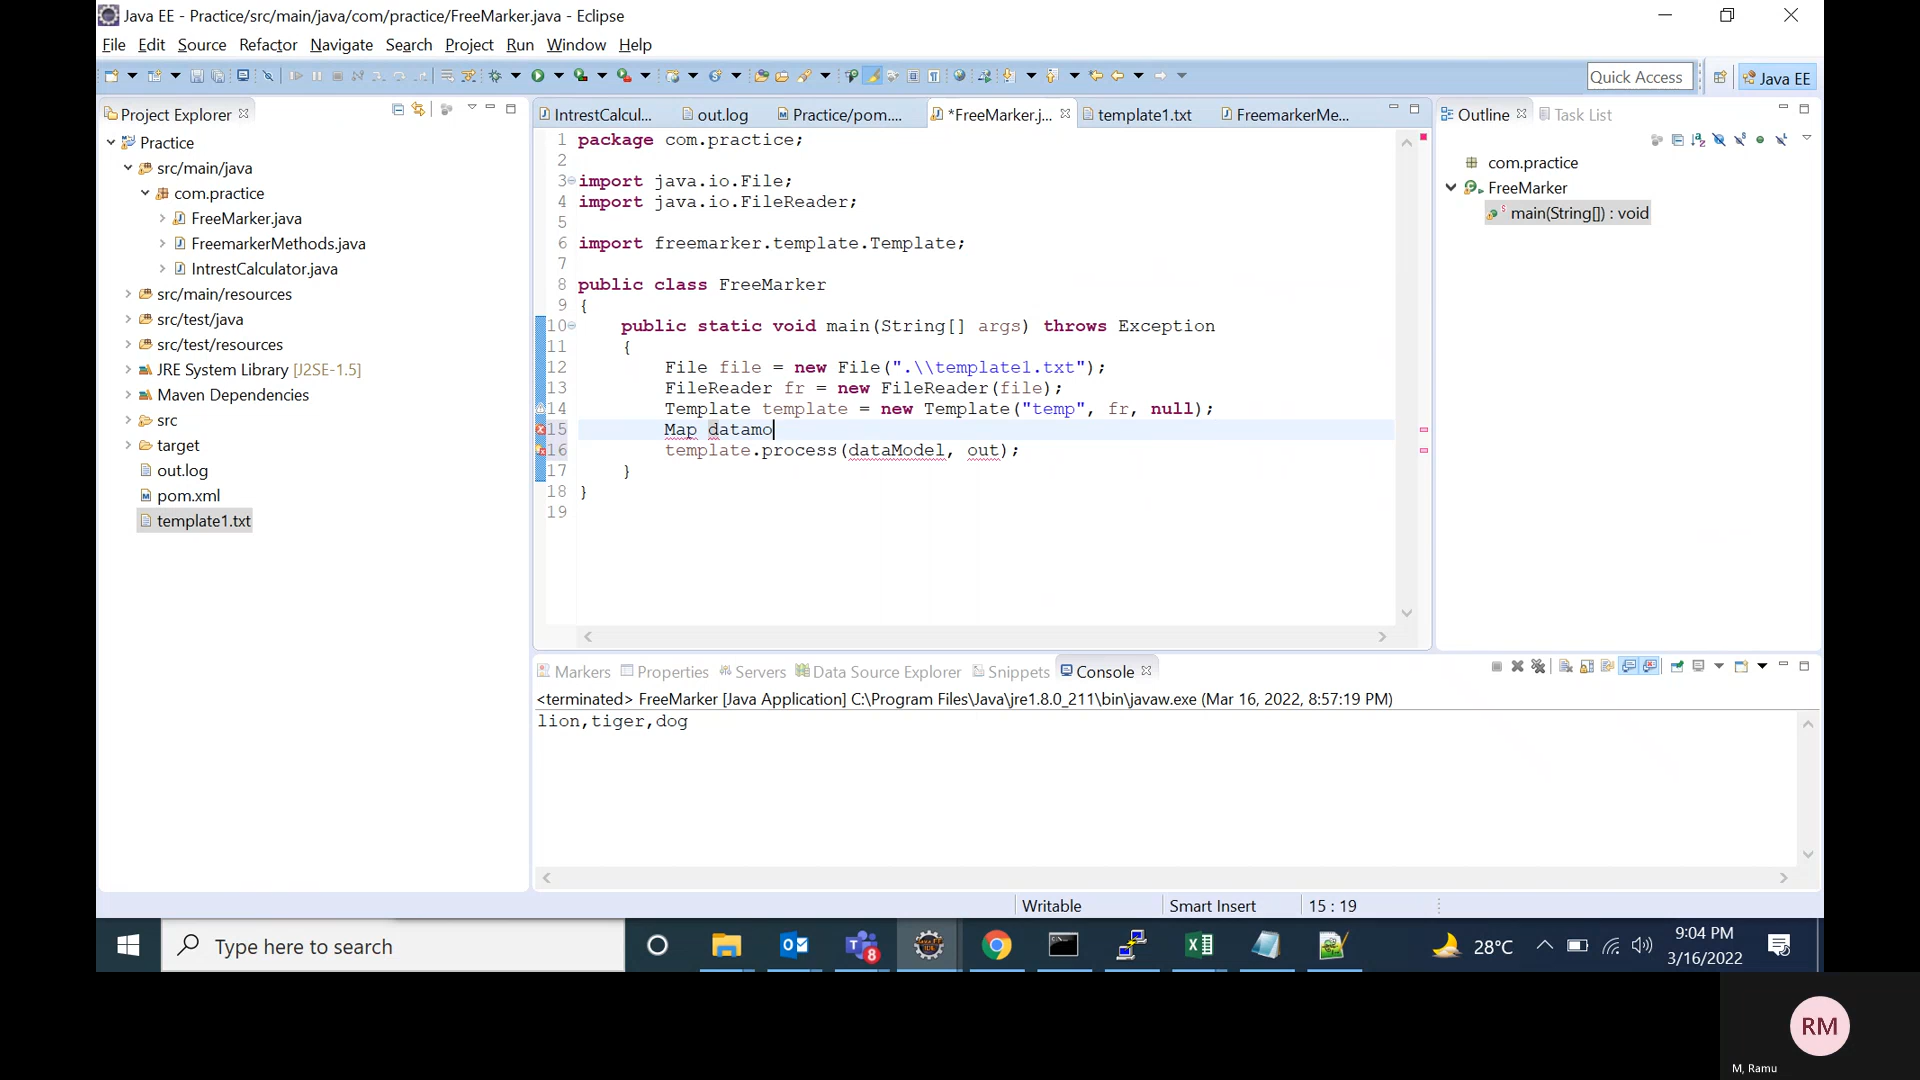 Java EE - Practice/src/main/java/com/practice/FreeMarker.java - Eclipse
File Edit Source Refactor Navigate Search Project Run Window Help
Quick Access
Java EE
Project Explorer
Practice
src/main/java
com.practice
FreeMarker.java
FreemarkerMethods.java
IntrestCalculator.java
src/main/resources
src/test/java
src/test/resources
JRE System Library [J2SE-1.5]
Maven Dependencies
src
target
out.log
pom.xml
template1.txt
IntrestCalcul... out.log Practice/pom.... *FreeMarker.j... template1.txt FreemarkerMe...
1 package com.practice;
2
3 import java.io.File;
4 import java.io.FileReader;
5
6 import freemarker.template.Template;
7
8 public class FreeMarker
9 {
10 public static void main(String[] args) throws Exception
11 {
12 File file = new File(".\\template1.txt");
13 FileReader fr = new FileReader(file);
14 Template template = new Template("temp", fr, null);
15 Map datamo
16 template.process(dataModel, out);
17 }
18 }
19
Outline Task List
com.practice
FreeMarker
main(String[]) : void
Markers Properties Servers Data Source Explorer Snippets Console
<terminated> FreeMarker [Java Application] C:\Program Files\Java\jre1.8.0_211\bin\javaw.exe (Mar 16, 2022, 8:57:19 PM)
lion,tiger,dog
Writable Smart Insert 15 : 19
Type here to search
8
28°C
9:04 PM
3/16/2022
RM
M, Ramu